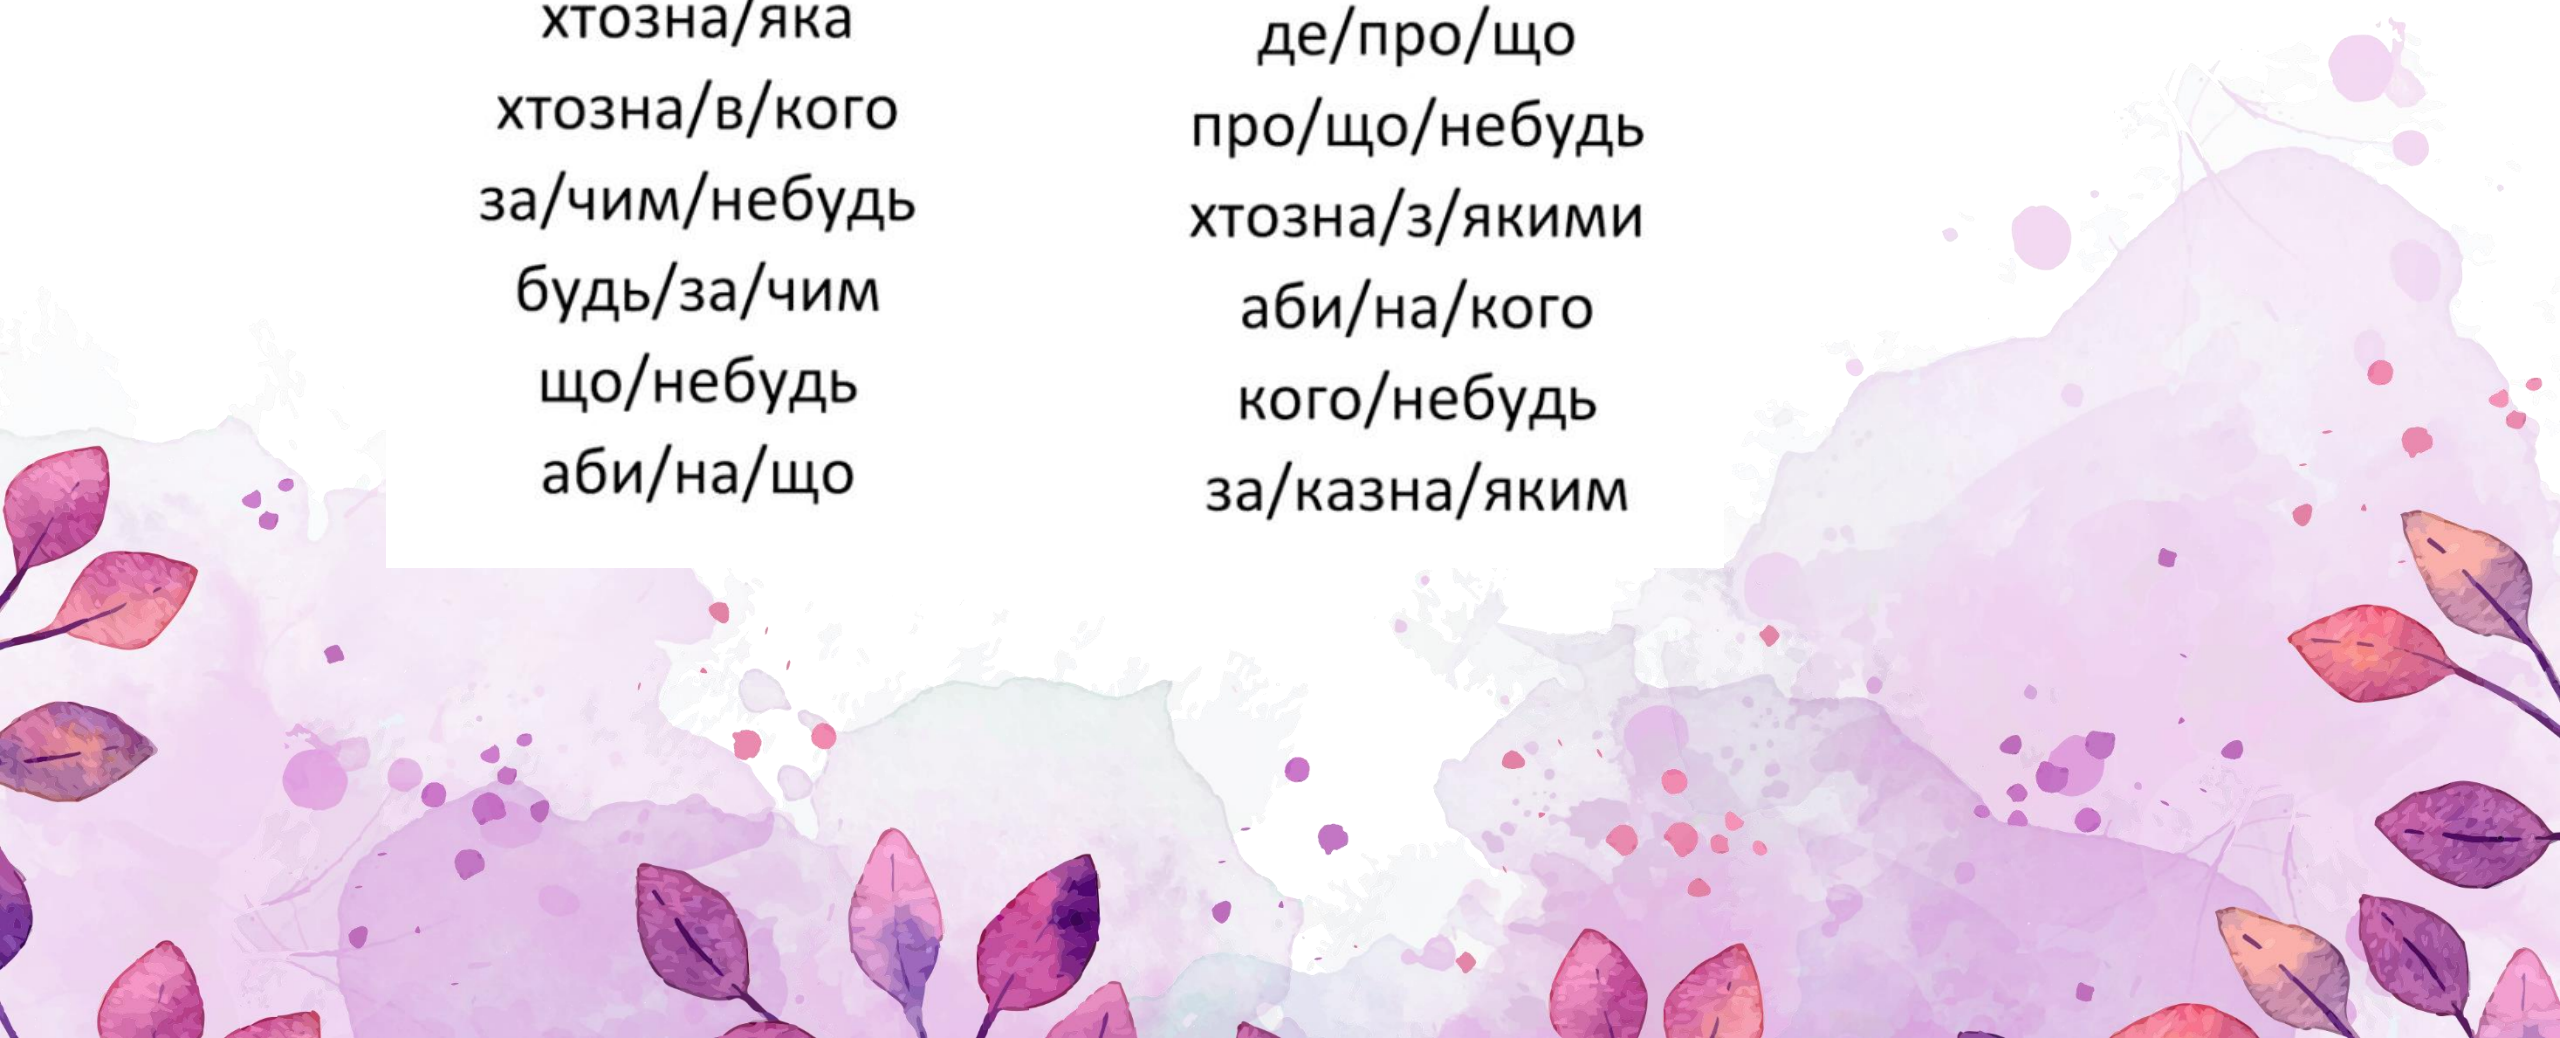 хтозна/яка
хтозна/в/кого
за/чим/небудь
будь/за/чим
що/небудь
аби/на/що
де/про/що
про/що/небудь
хтозна/з/якими
аби/на/кого
кого/небудь
за/казна/яким